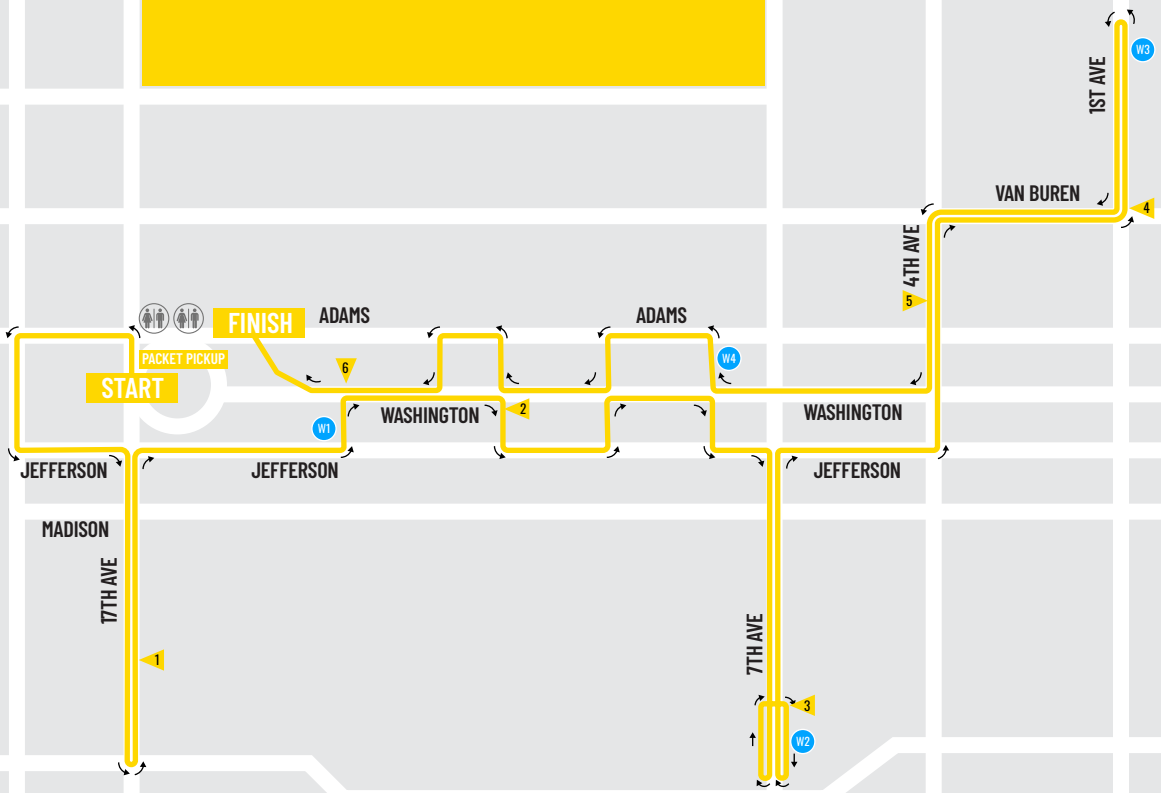 W3
1ST AVE
VAN BUREN
4
4TH AVE
5
FINISH
ADAMS
ADAMS
PACKET PICKUP
START
6
W4
2
WASHINGTON
WASHINGTON
W1
JEFFERSON
JEFFERSON
JEFFERSON
MADISON
17TH AVE
1
7TH AVE
3
W2